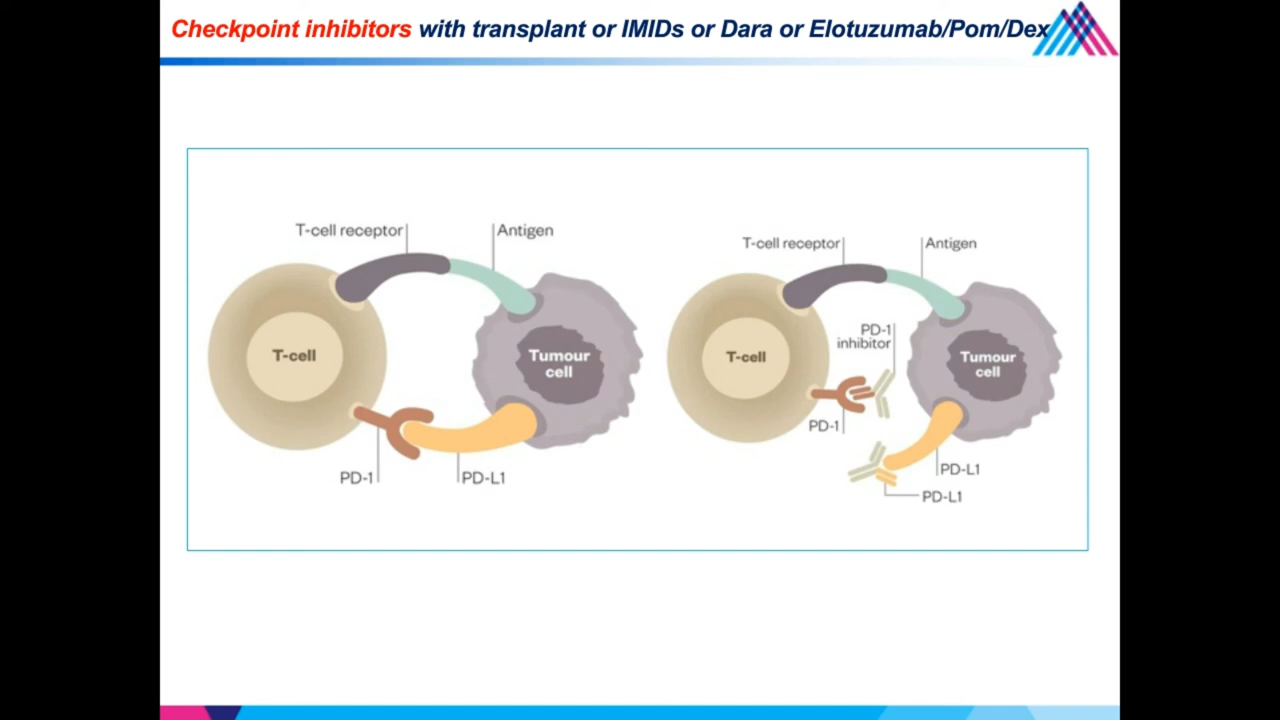 Checkpoint inhibitors with transplant or IMIDs or Dara or Elotuzumab/Pom/Dex
T-cell receptor
Antigen
T-cell
Tumour
cell
PD-1
PD-L1
T-cell receptor
Antigen
PD-1
inhibitor
T-cell
Tumour
cell
PD-1
PD-L1
PD-L1